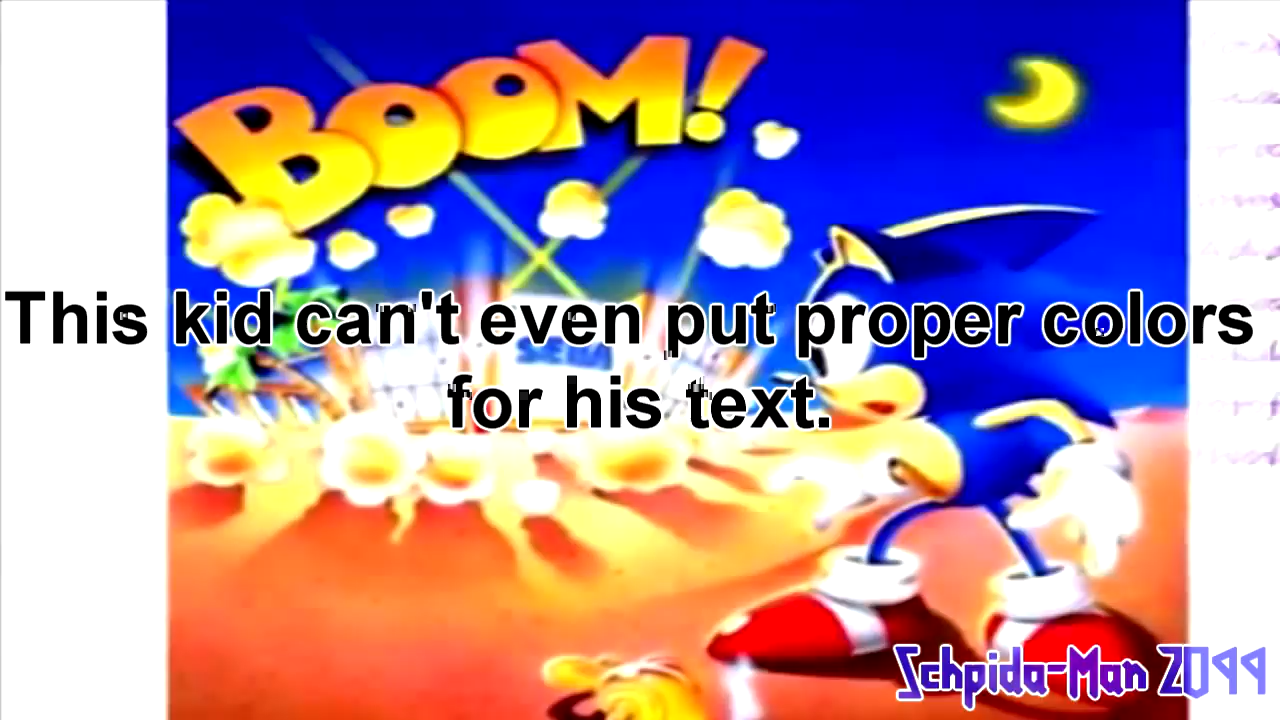 BOOM!
This kid can't even put proper colors
for his text.
Schpida-Man 2099